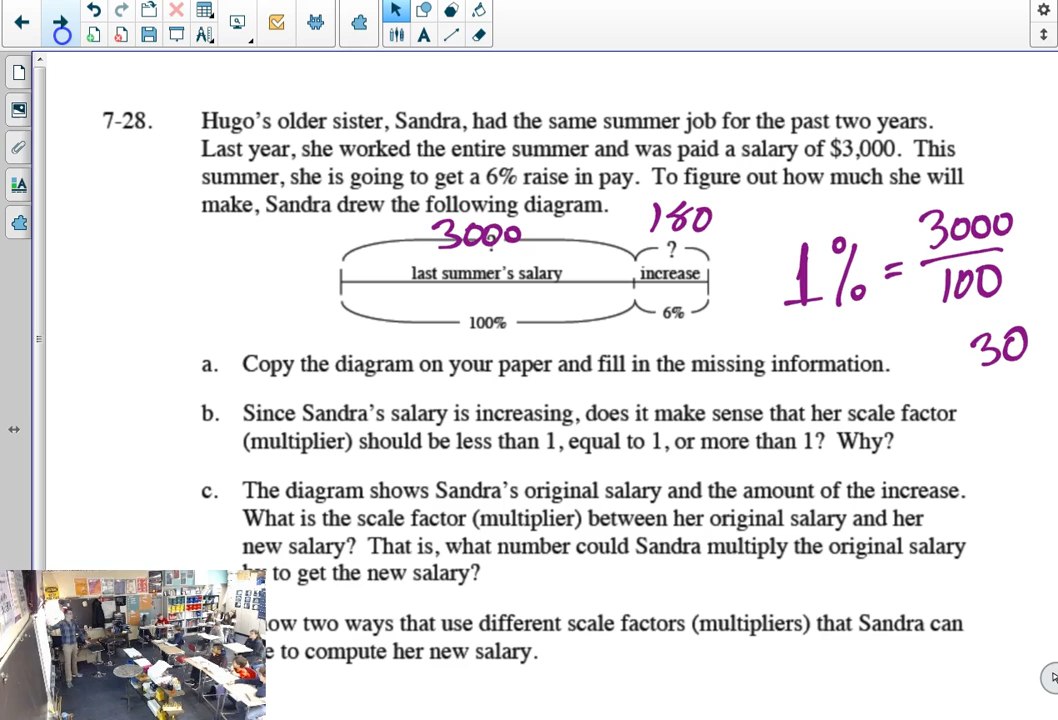 7-28. Hugo's older sister, Sandra, had the same summer job for the past two years.
Last year, she worked the entire summer and was paid a salary of $3,000. This
summer, she is going to get a 6% raise in pay. To figure out how much she will
make, Sandra drew the following diagram.
3000 180
?
last summer's salary increase
100% 6%
1% = 3000
100
30
a. Copy the diagram on your paper and fill in the missing information.
b. Since Sandra's salary is increasing, does it make sense that her scale factor
(multiplier) should be less than 1, equal to 1, or more than 1? Why?
c. The diagram shows Sandra's original salary and the amount of the increase.
What is the scale factor (multiplier) between her original salary and her
new salary? That is, what number could Sandra multiply the original salary
to get the new salary?
ow two ways that use different scale factors (multipliers) that Sandra can
e to compute her new salary.